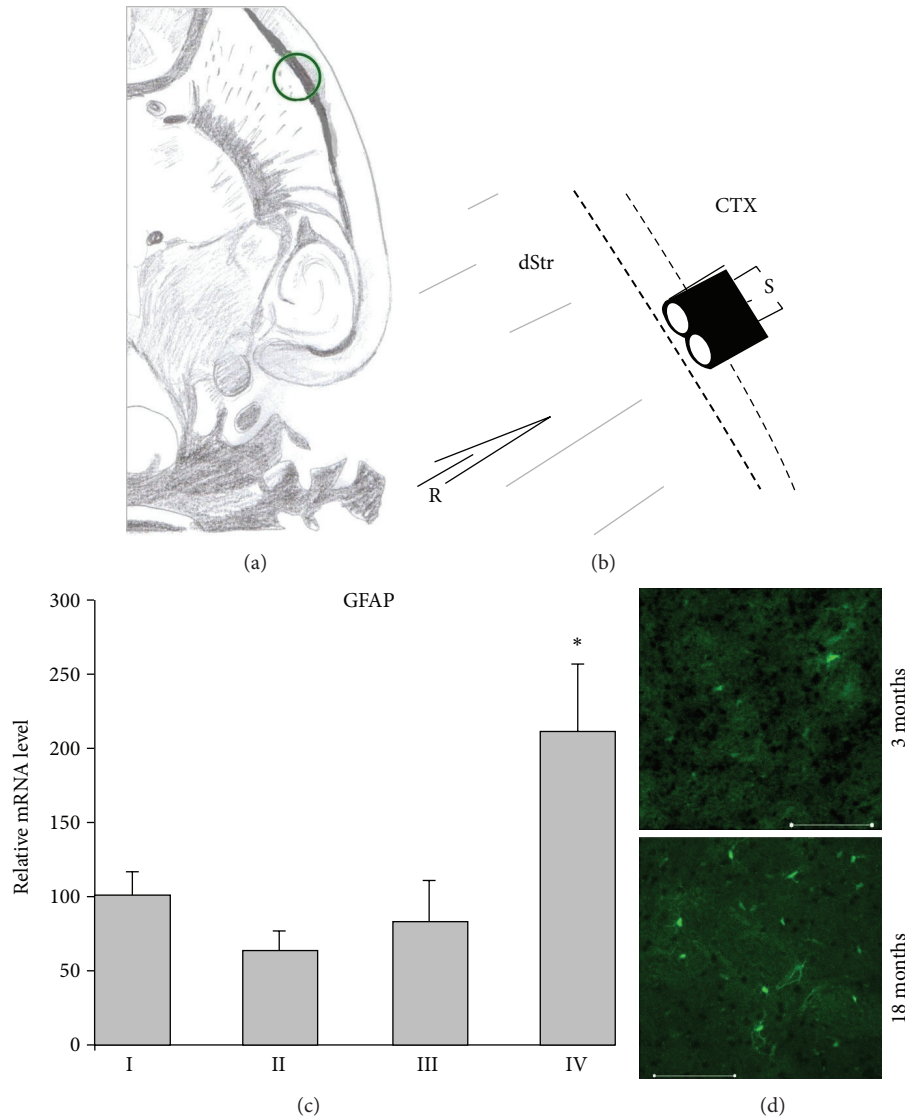 CTX
dStr
S
R
(a)
(b)
GFAP
Relative mRNA level
300
250
200
150
100
50
0
*
I
II
III
IV
(c)
3 months
18 months
(d)